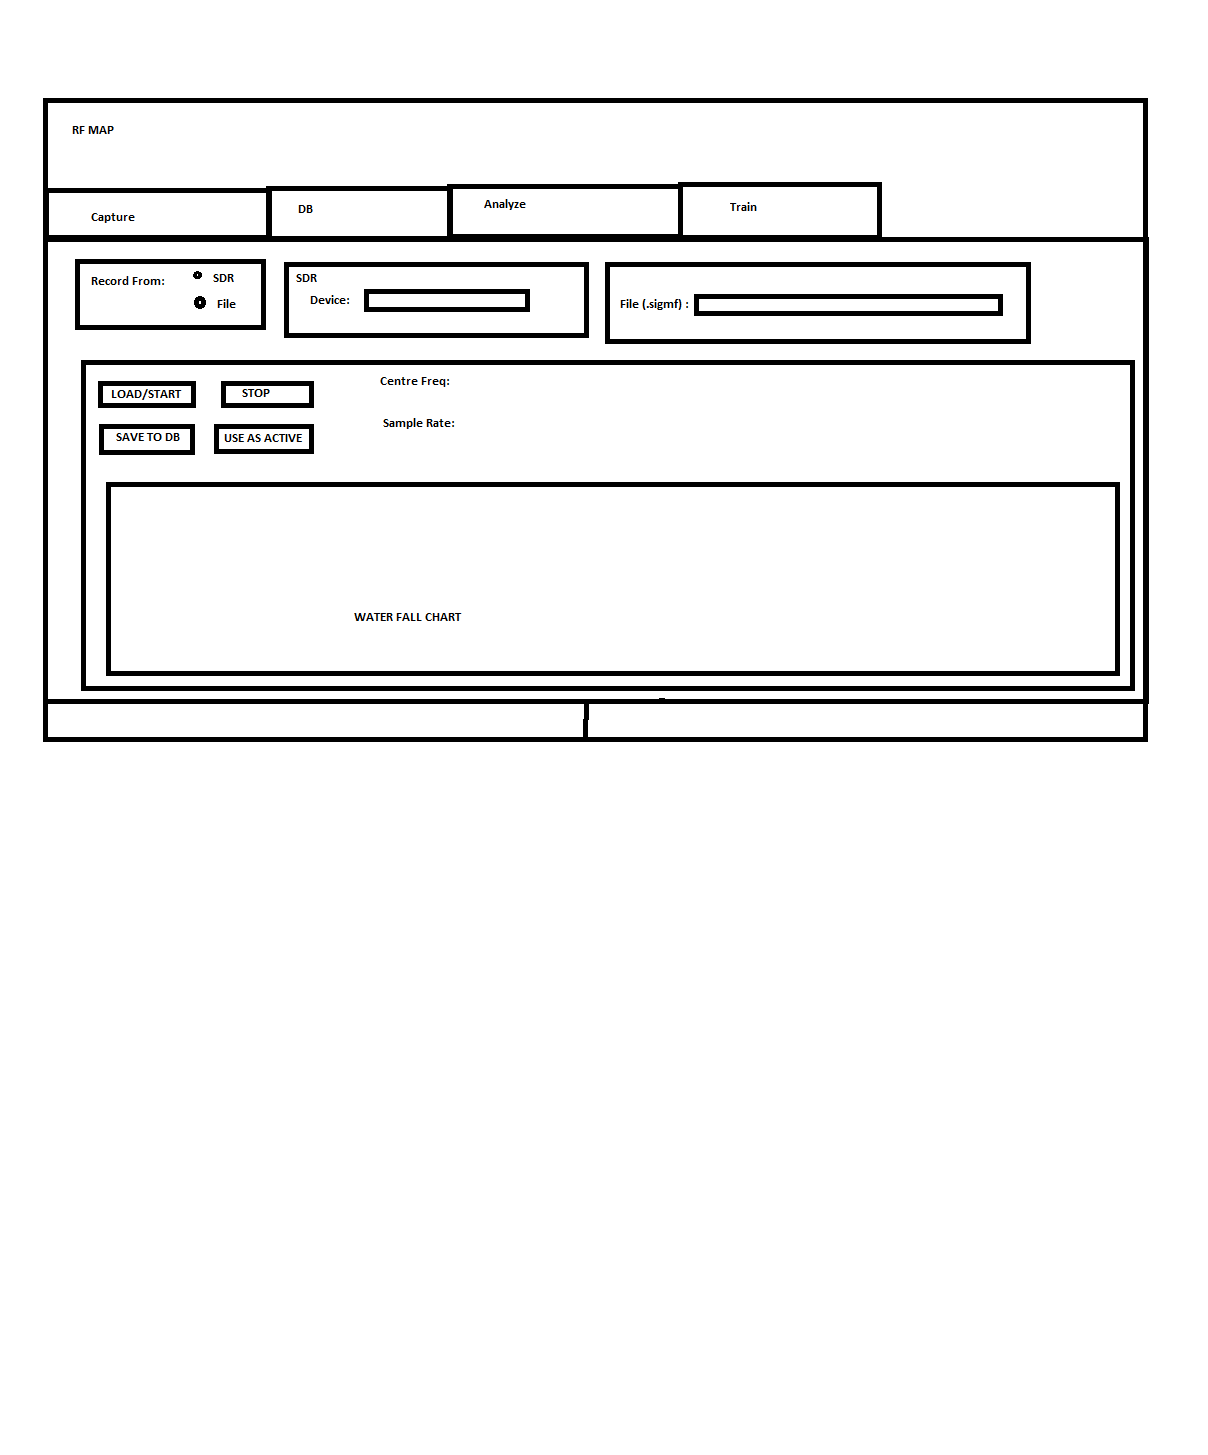 RF MAP
Capture
DB
Analyze
Train
Record From:
SDR
File
SDR
Device:
File (.sigmf) :
LOAD/START
STOP
Centre Freq:
SAVE TO DB
USE AS ACTIVE
Sample Rate:
WATER FALL CHART